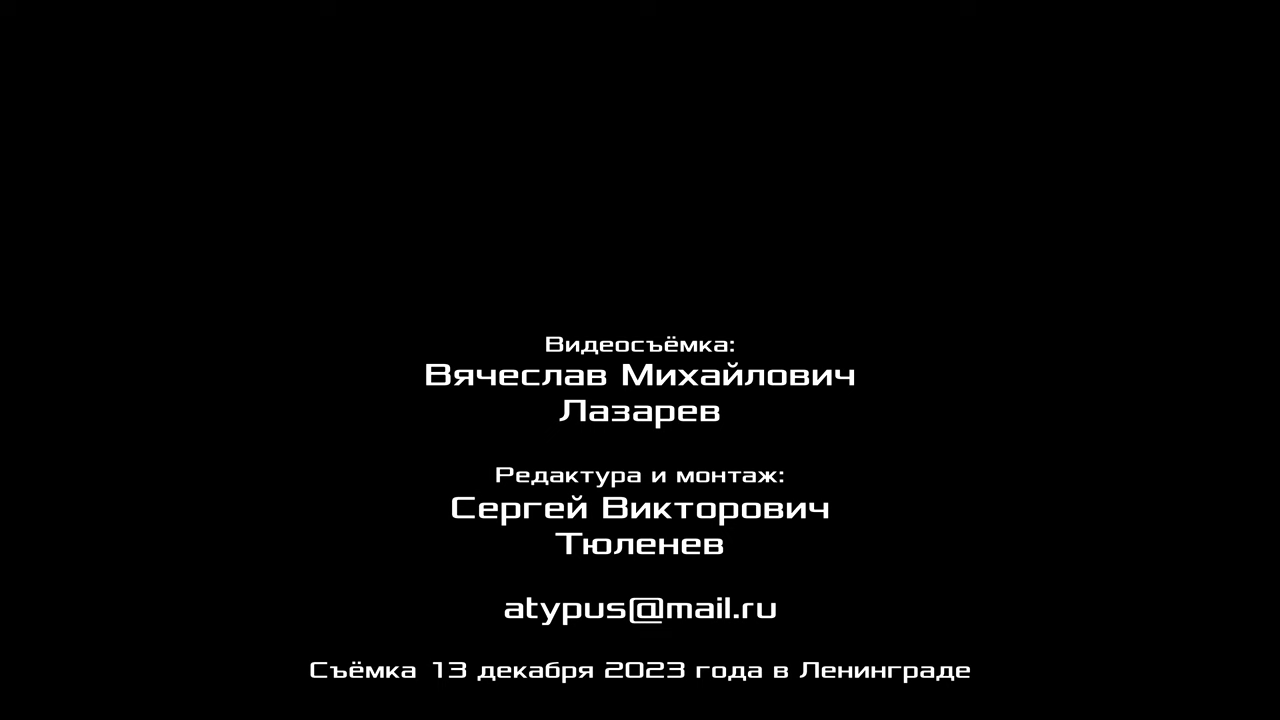 Видеосъёмка:
Вячеслав Михайлович
Лазарев
Редактура и монтаж:
Сергей Викторович
Тюленев
atypus@mail.ru
Съёмка 13 декабря 2023 года в Ленинграде